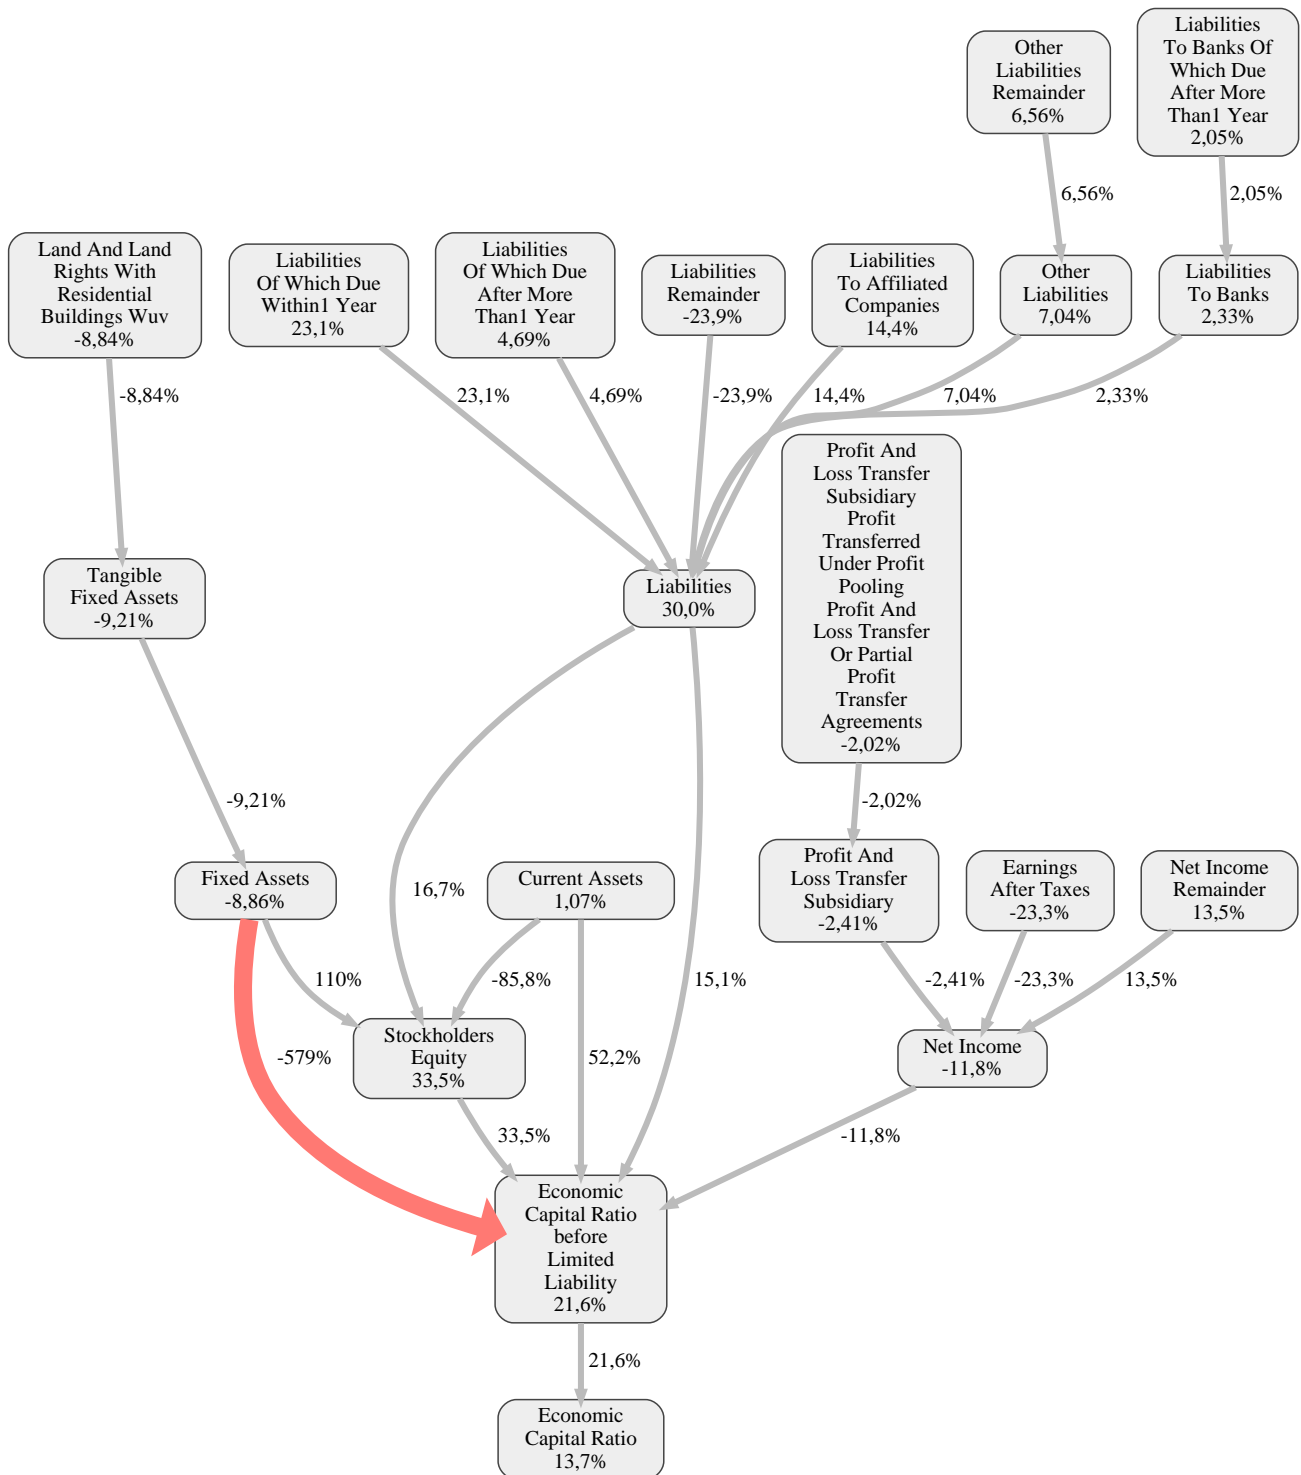 Liabilities
To Banks Of
Which Due
After More
Than1 Year
2,05%
Other
Liabilities
Remainder
6,56%
6,56%
2,05%
Land And Land
Rights With
Residential
Buildings Wuv
-8,84%
Liabilities
Of Which Due
Within1 Year
23,1%
Liabilities
Of Which Due
After More
Than1 Year
4,69%
Liabilities
Remainder
-23,9%
Liabilities
To Affiliated
Companies
14,4%
Other
Liabilities
7,04%
Liabilities
To Banks
2,33%
-8,84%
23,1%
4,69%
-23,9%
14,4%
7,04%
2,33%
Profit And
Loss Transfer
Subsidiary
Profit
Transferred
Under Profit
Pooling
Profit And
Loss Transfer
Or Partial
Profit
Transfer
Agreements
-2,02%
Tangible
Fixed Assets
-9,21%
Liabilities
30,0%
-9,21%
-2,02%
Fixed Assets
-8,86%
16,7%
Current Assets
1,07%
Profit And
Loss Transfer
Subsidiary
-2,41%
Earnings
After Taxes
-23,3%
Net Income
Remainder
13,5%
110%
-85,8%
15,1%
-2,41%
-23,3%
13,5%
Stockholders
Equity
33,5%
-579%
52,2%
Net Income
-11,8%
33,5%
-11,8%
Economic
Capital Ratio
before
Limited
Liability
21,6%
21,6%
Economic
Capital Ratio
13,7%